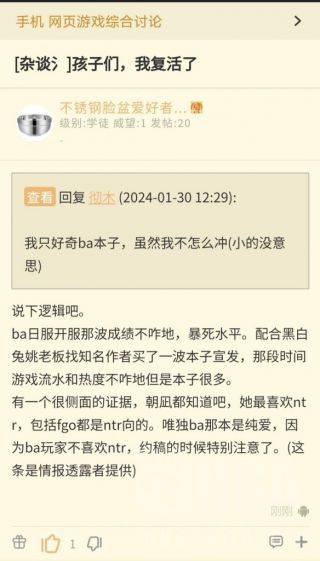 手机 网页游戏综合讨论
[杂谈氵]孩子们，我复活了
不锈钢脸盆爱好者...
级别:学徒 威望:1 发帖:20
-
查看 回复 彻木 (2024-01-30 12:29):
我只好奇ba本子，虽然我不怎么冲(小的没意
思)
说下逻辑吧。
ba日服开服那波成绩不咋地，暴死水平。配合黑白
兔姚老板找知名作者买了一波本子宣发，那段时间
游戏流水和热度不咋地但是本子很多。
有一个很侧面的证据，朝凪都知道吧，她最喜欢nt
r，包括fgo都是ntr向的。唯独ba那本是纯爱，因
为ba玩家不喜欢ntr，约稿的时候特别注意了。(这
条是情报透露者提供)
刚刚
1